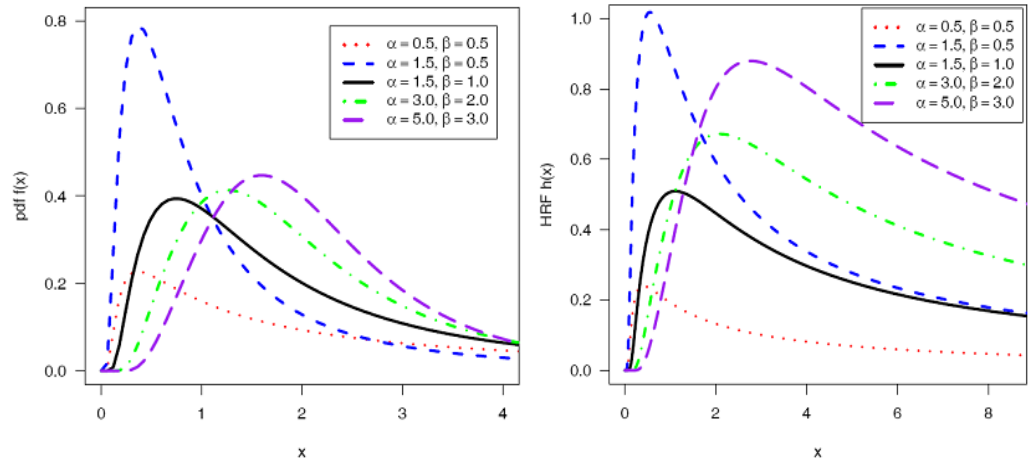 pdf f(x)
0.8
0.6
0.4
0.2
0.0
α = 0.5, β = 0.5
α = 1.5, β = 0.5
α = 1.5, β = 1.0
α = 3.0, β = 2.0
α = 5.0, β = 3.0
0 1 2 3 4
x
HRF h(x)
1.0
0.8
0.6
0.4
0.2
0.0
α = 0.5, β = 0.5
α = 1.5, β = 0.5
α = 1.5, β = 1.0
α = 3.0, β = 2.0
α = 5.0, β = 3.0
0 2 4 6 8
x